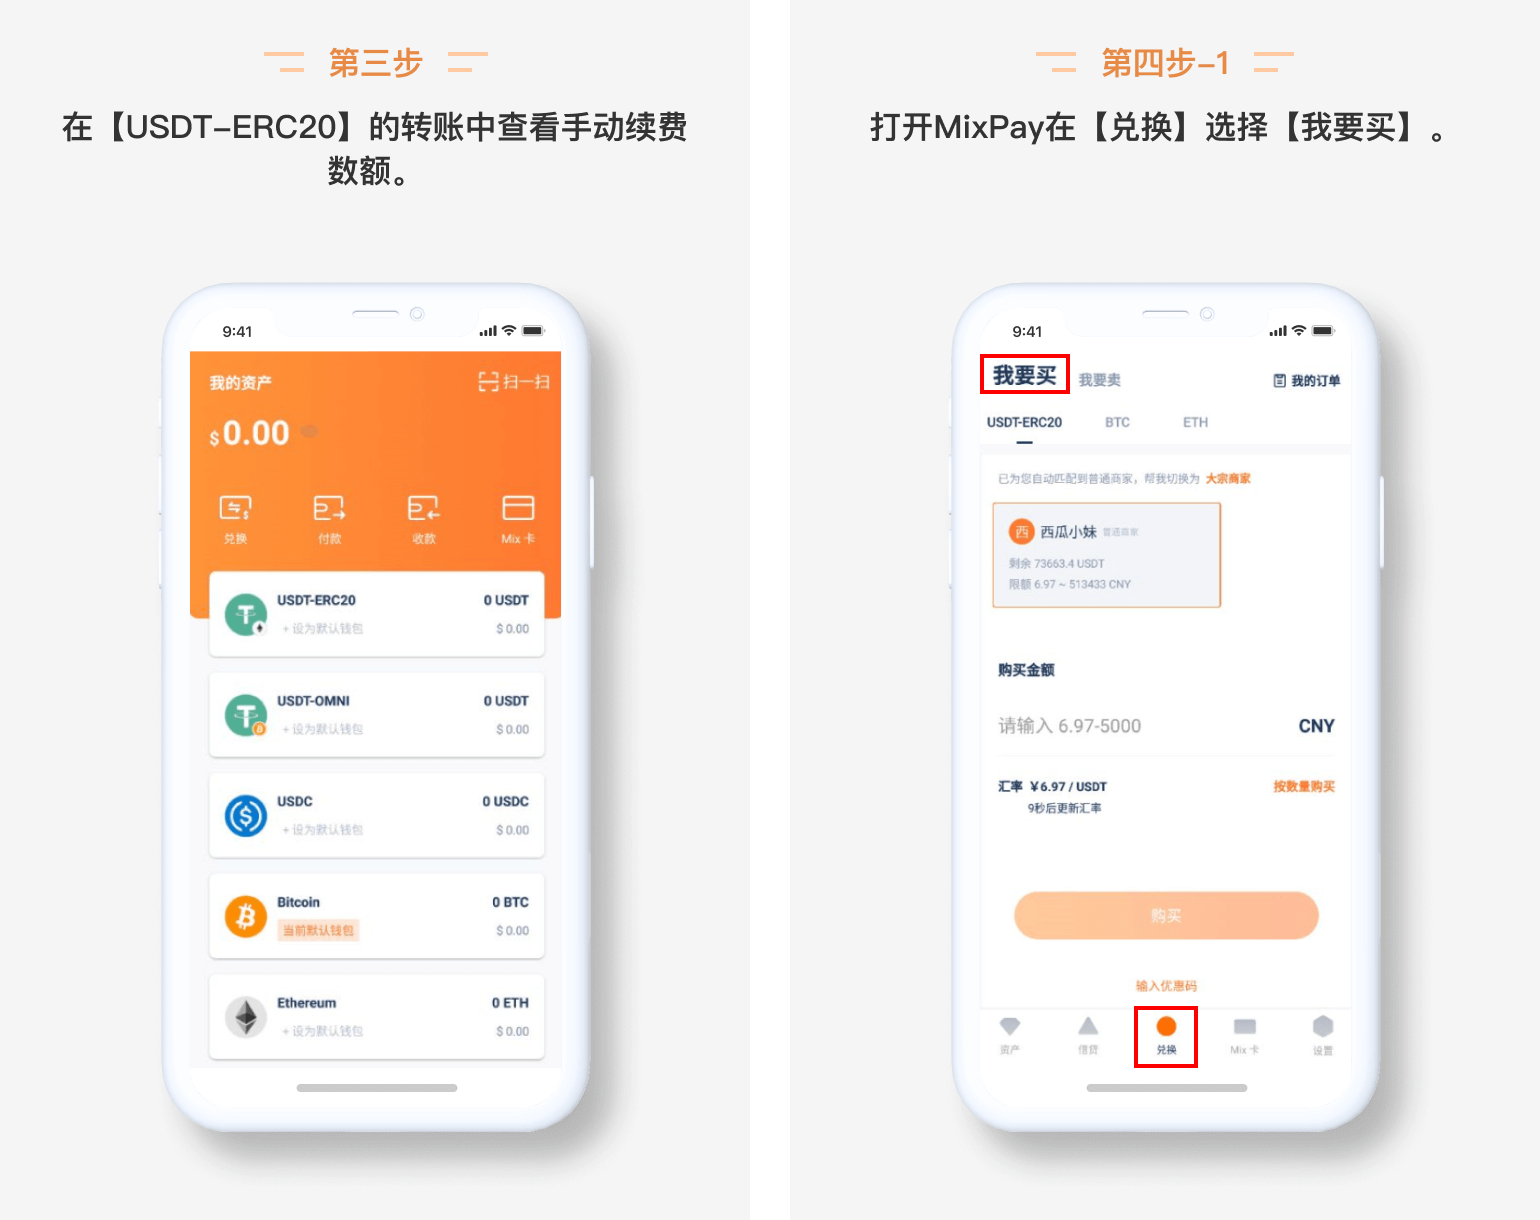 第三步
在【USDT-ERC20】的转账中查看手动续费
数额。
9:41
我的资产
扫一扫
$0.00
兑换
付款
收款
Mix 卡
USDT-ERC20
0 USDT
+ 设为默认钱包
$ 0.00
USDT-OMNI
0 USDT
+ 设为默认钱包
$ 0.00
USDC
0 USDC
+ 设为默认钱包
$ 0.00
Bitcoin
0 BTC
当前默认钱包
$ 0.00
Ethereum
0 ETH
+ 设为默认钱包
$ 0.00
第四步-1
打开MixPay在【兑换】选择【我要买】。
9:41
我要买
我要卖
我的订单
USDT-ERC20
BTC
ETH
已为您自动匹配到普通商家，帮我切换为 大宗商家
西
西瓜小妹 普通商家
剩余 73663.4 USDT
限额 6.97 ~ 513433 CNY
购买金额
请输入 6.97-5000
CNY
汇率 ￥6.97 / USDT
按数量购买
9秒后更新汇率
购买
输入优惠码
资产
借贷
兑换
Mix 卡
设置